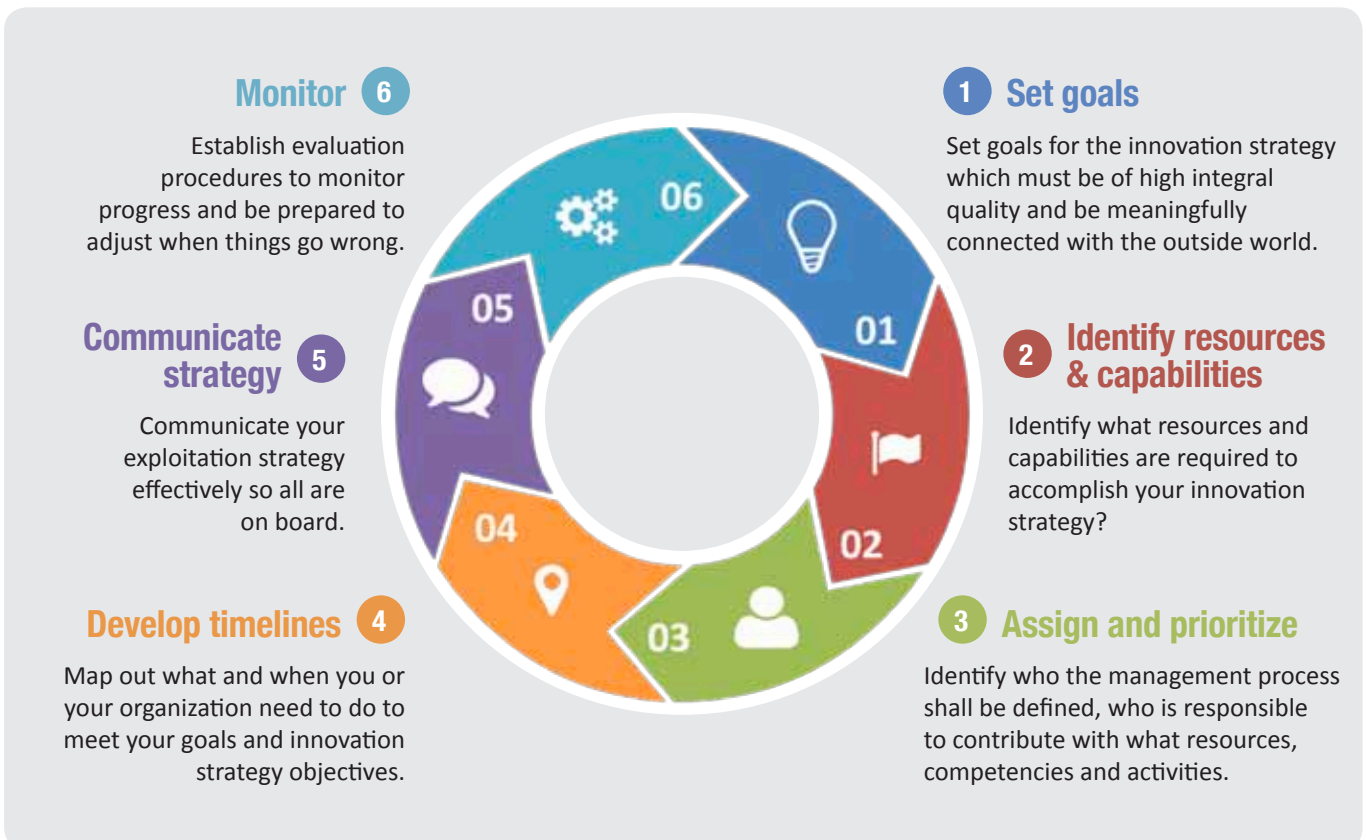 1 Set goals
Set goals for the innovation strategy
which must be of high integral
quality and be meaningfully
connected with the outside world.
2 Identify resources
& capabilities
Identify what resources and
capabilities are required to
accomplish your innovation
strategy?
3 Assign and prioritize
Identify who the management process
shall be defined, who is responsible
to contribute with what resources,
competencies and activities.
Develop timelines 4
Map out what and when you or
your organization need to do to
meet your goals and innovation
strategy objectives.
Communicate
strategy 5
Communicate your
exploitation strategy
effectively so all are
on board.
Monitor 6
Establish evaluation
procedures to monitor
progress and be prepared to
adjust when things go wrong.
01
02
03
04
05
06